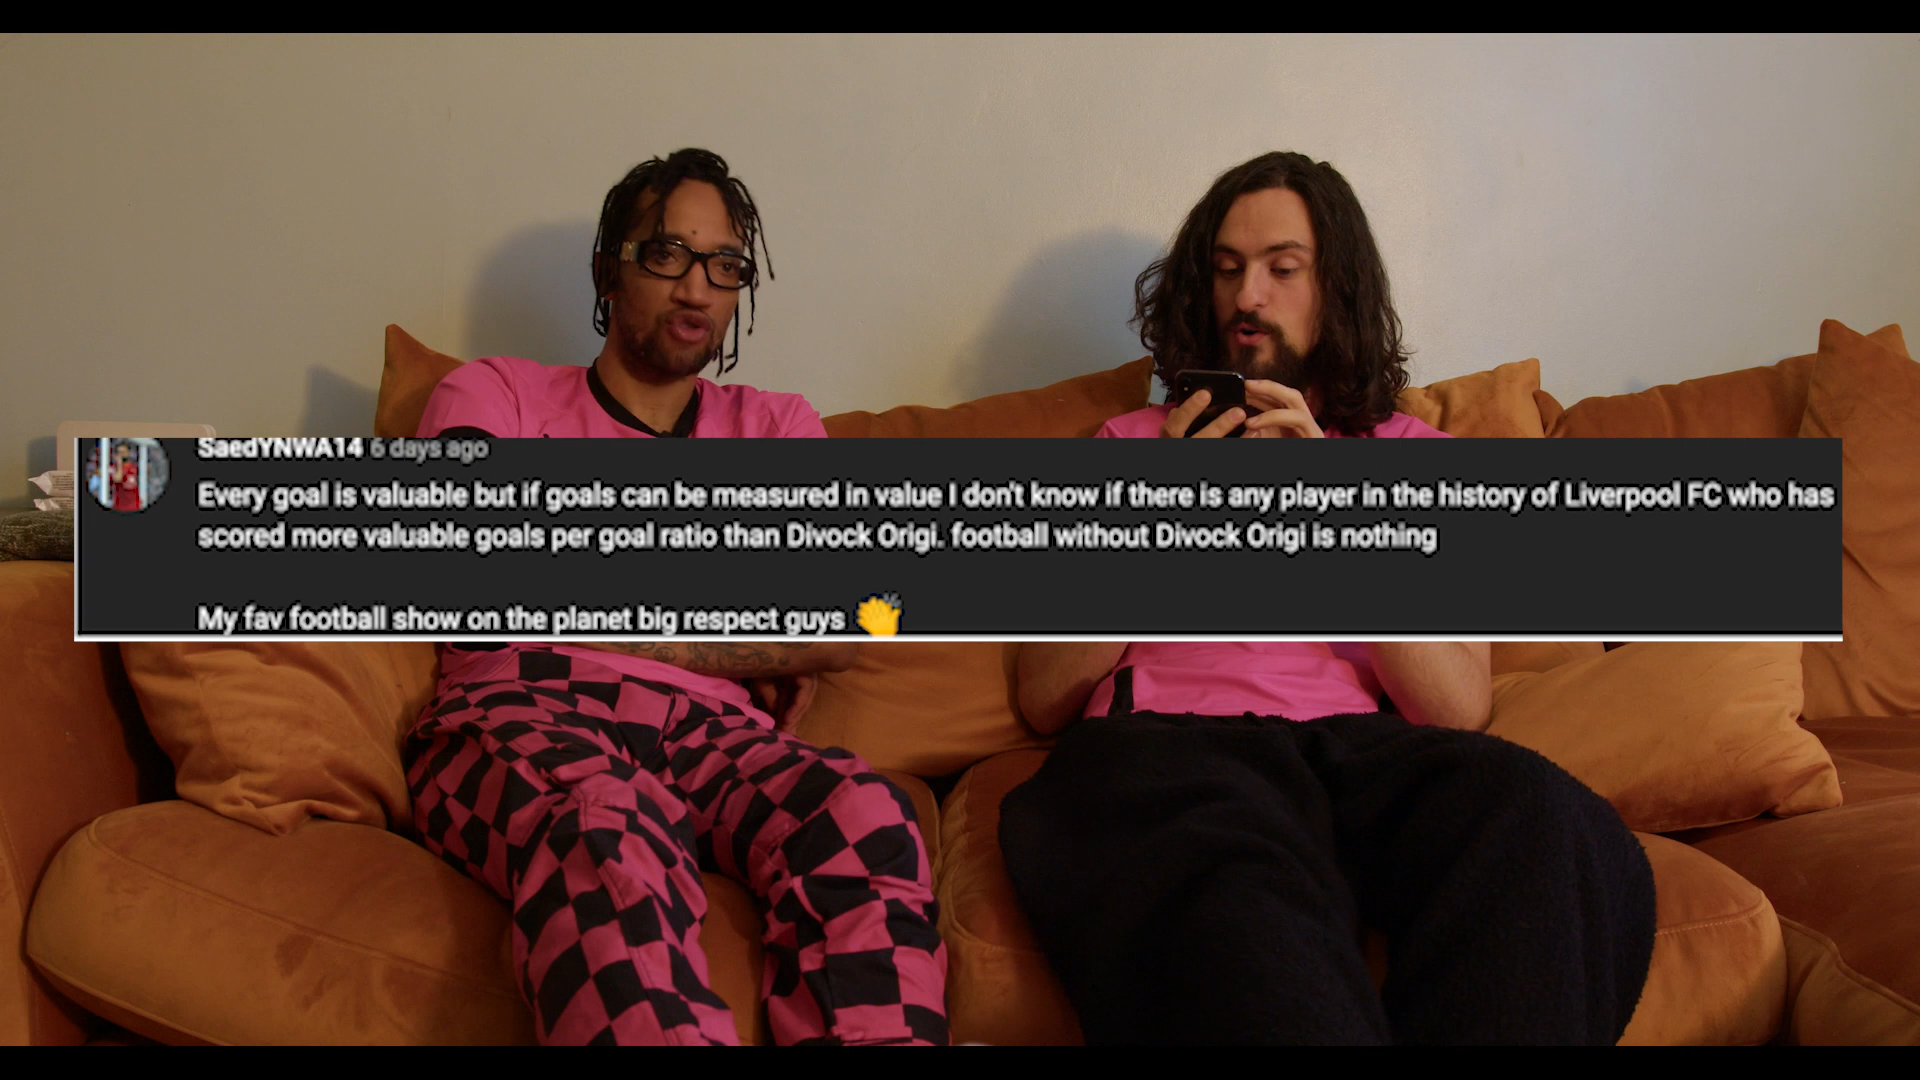 SaedYNWA14 6 days ago
Every goal is valuable but if goals can be measured in value I don't know if there is any player in the history of Liverpool FC who has
scored more valuable goals per goal ratio than Divock Origi. football without Divock Origi is nothing
My fav football show on the planet big respect guys 👏